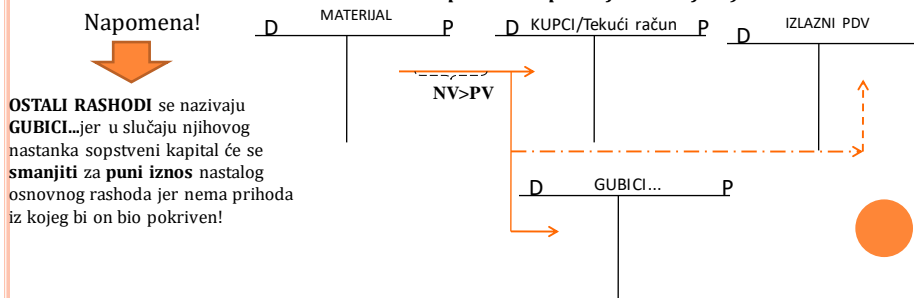 Napomena!
OSTALI RASHODI se nazivaju
GUBICI...jer u slučaju njihovog
nastanka sopstveni kapital će se
smanjiti za puni iznos nastalog
osnovnog rashoda jer nema prihoda
iz kojeg bi on bio pokriven!
D MATERIJAL P
NV>PV
D KUPCI/Tekući račun P
D IZLAZNI PDV
D GUBICI... P